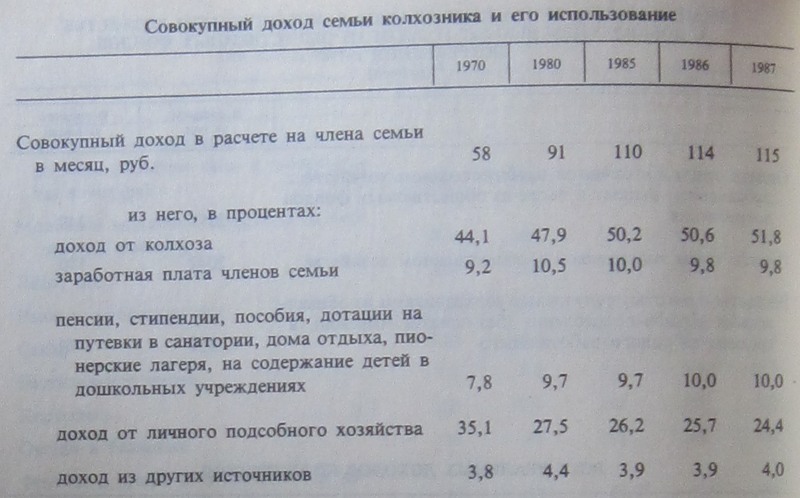 Совокупный доход семьи колхозника и его использование
1970 1980 1985 1986 1987
Совокупный доход в расчете на члена семьи
в месяц, руб. 58 91 110 114 115
из него, в процентах:
доход от колхоза 44,1 47,9 50,2 50,6 51,8
заработная плата членов семьи 9,2 10,5 10,0 9,8 9,8
пенсии, стипендии, пособия, дотации на
путевки в санатории, дома отдыха, пио-
нерские лагеря, на содержание детей в
дошкольных учреждениях 7,8 9,7 9,7 10,0 10,0
доход от личного подсобного хозяйства 35,1 27,5 26,2 25,7 24,4
доход из других источников 3,8 4,4 3,9 3,9 4,0